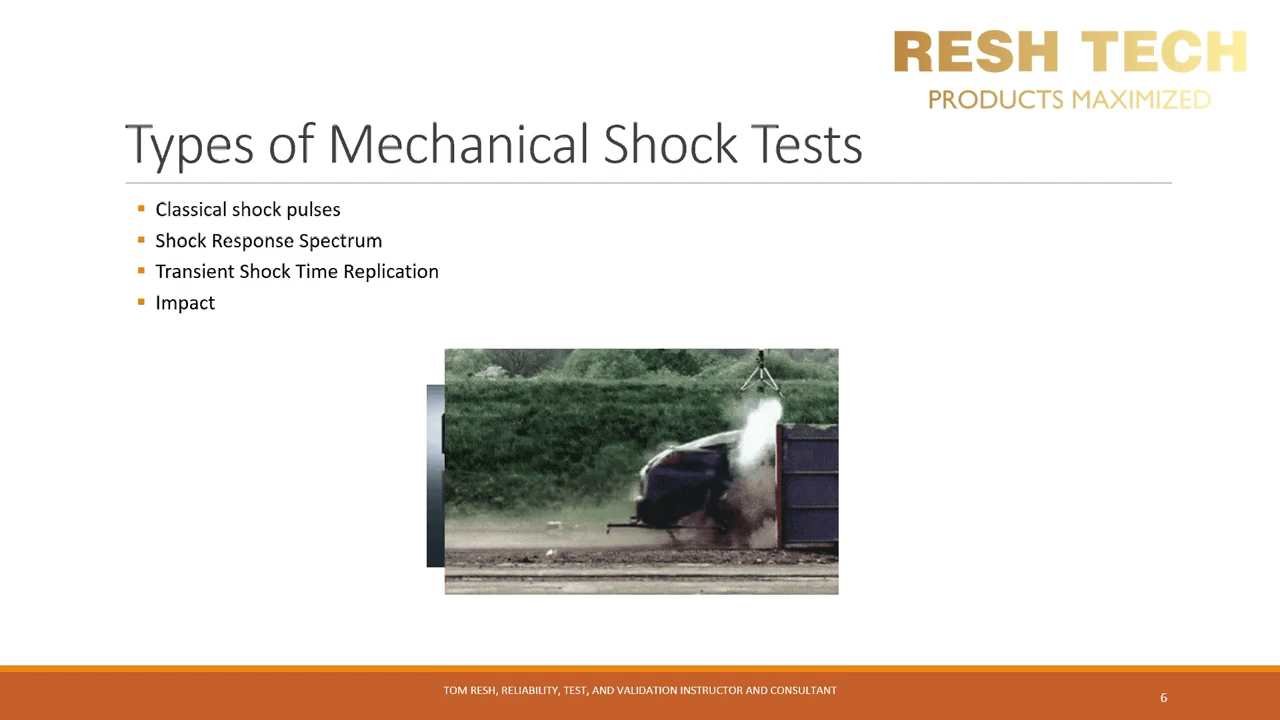 RESH TECH
PRODUCTS MAXIMIZED
Types of Mechanical Shock Tests
Classical shock pulses
Shock Response Spectrum
Transient Shock Time Replication
Impact
TOM RESH, RELIABILITY, TEST, AND VALIDATION INSTRUCTOR AND CONSULTANT
6